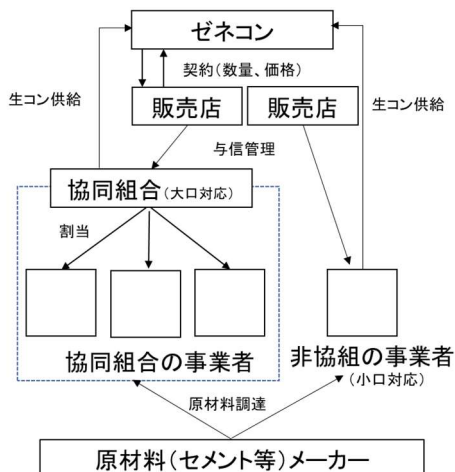 ゼネコン
契約（数量、価格）
生コン供給
販売店
販売店
生コン供給
与信管理
協同組合（大口対応）
割当
協同組合の事業者
非協組の事業者
（小口対応）
原材料調達
原材料（セメント等）メーカー